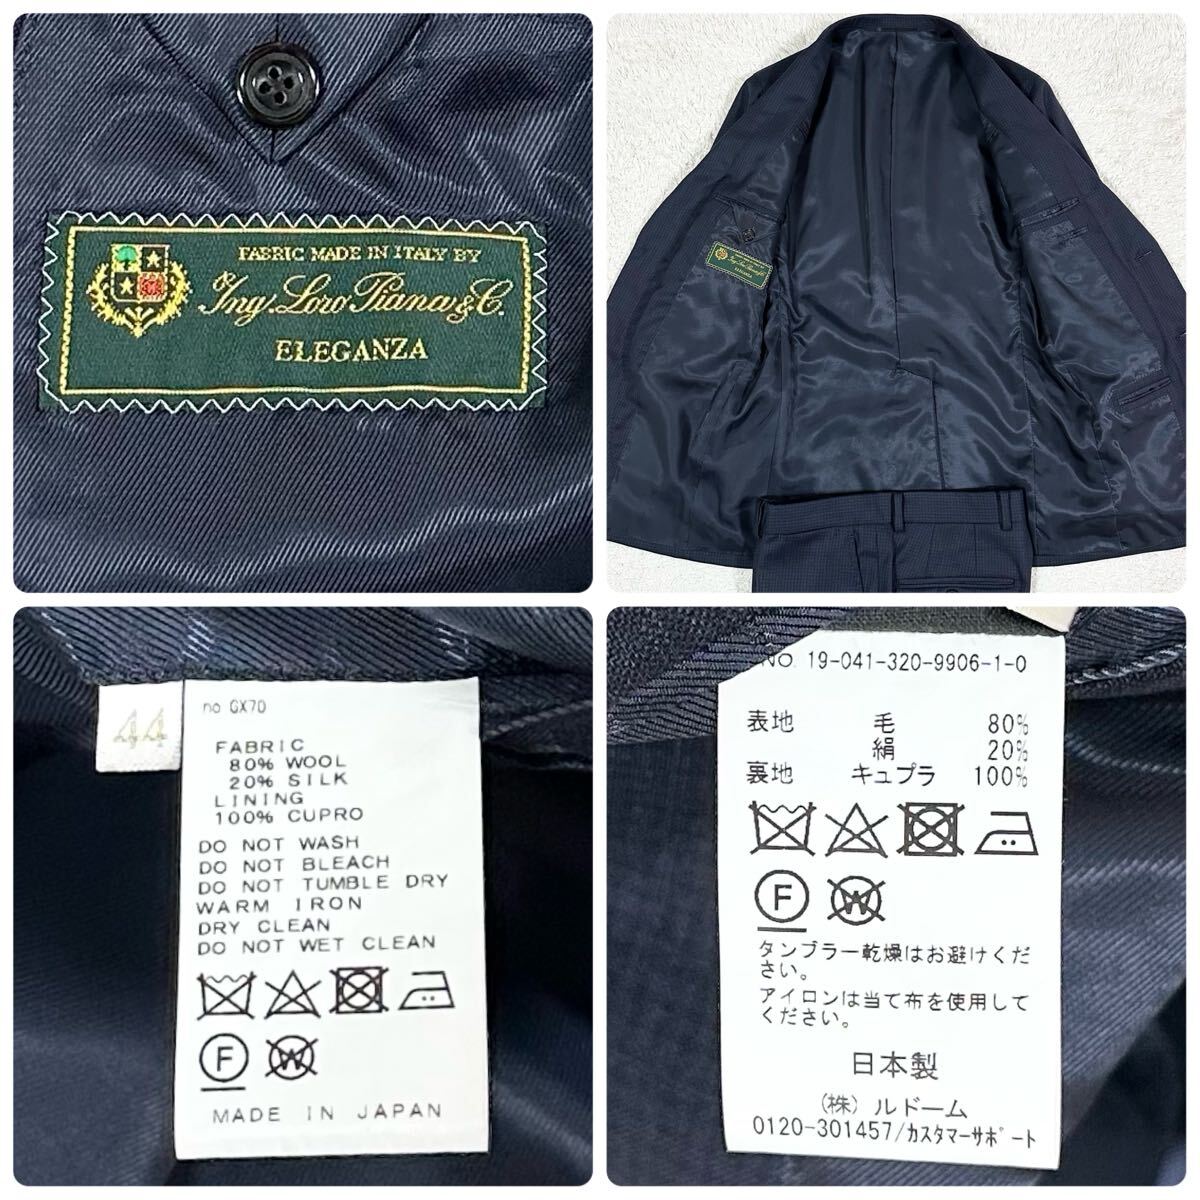 FABRIC MADE IN ITALY BY
Ing. Loro Piana & C.
ELEGANZA
44
no GX70
FABRIC
80% WOOL
20% SILK
LINING
100% CUPRO
DO NOT WASH
DO NOT BLEACH
DO NOT TUMBLE DRY
WARM IRON
DRY CLEAN
DO NOT WET CLEAN
F
W
MADE IN JAPAN
NO. 19-041-320-9906-1-0
表地 毛 80%
絹 20%
裏地 キュプラ 100%
F
W
タンブラー乾燥はお避けくだ
さい。
アイロンは当て布を使用して
ください。
日本製
(株) ルドーム
0120-301457/カスタマーサポート